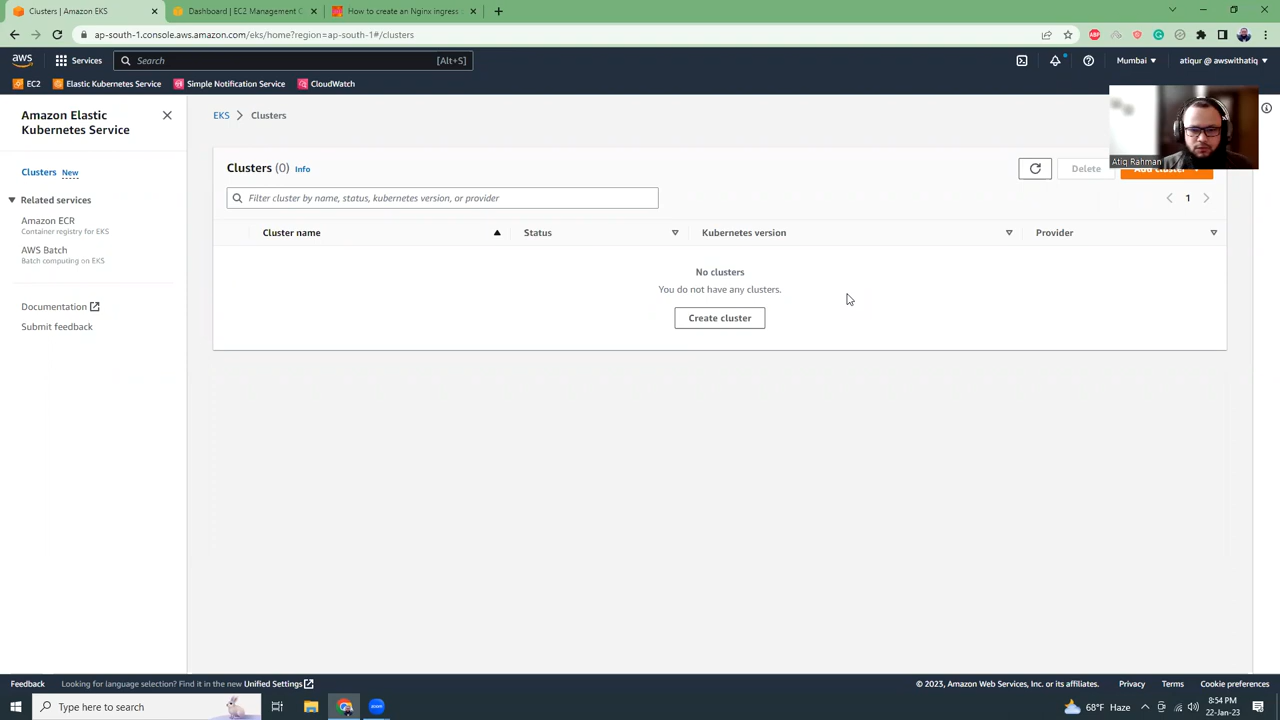 Clusters | Amazon EKS
Dashboard | EC2 Management C
How to create an Nginx ingress
ap-south-1.console.aws.amazon.com/eks/home?region=ap-south-1#/clusters
aws
Services
Search
[Alt+S]
Mumbai
atiqur @ awswithatiq
EC2
Elastic Kubernetes Service
Simple Notification Service
CloudWatch
Amazon Elastic
Kubernetes Service
Clusters New
Related services
Amazon ECR
Container registry for EKS
AWS Batch
Batch computing on EKS
Documentation
Submit feedback
EKS
Clusters
Atiq Rahman
Clusters (0) Info
Delete
Add cluster
Filter cluster by name, status, kubernetes version, or provider
1
Cluster name
Status
Kubernetes version
Provider
No clusters
You do not have any clusters.
Create cluster
Feedback
Looking for language selection? Find it in the new Unified Settings
© 2023, Amazon Web Services, Inc. or its affiliates.
Privacy
Terms
Cookie preferences
Type here to search
zoom
68°F Haze
8:54 PM
22-Jan-23